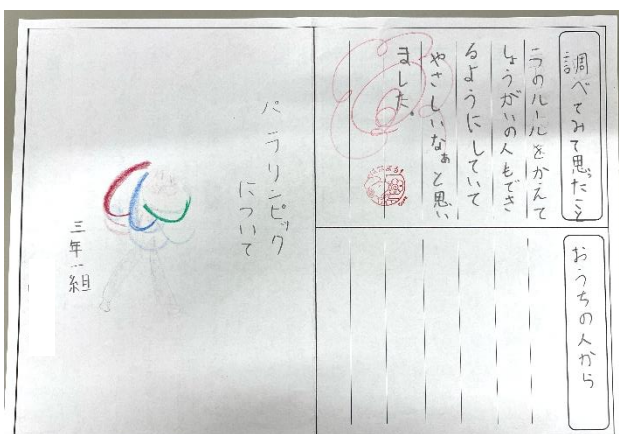 調べてみて思ったこと
ラのルールをかえて
しょうがいの人もでき
るようにしていて
やさしいなぁと思い
ました。
おうちの人から
パラリンピック
について
三年一組